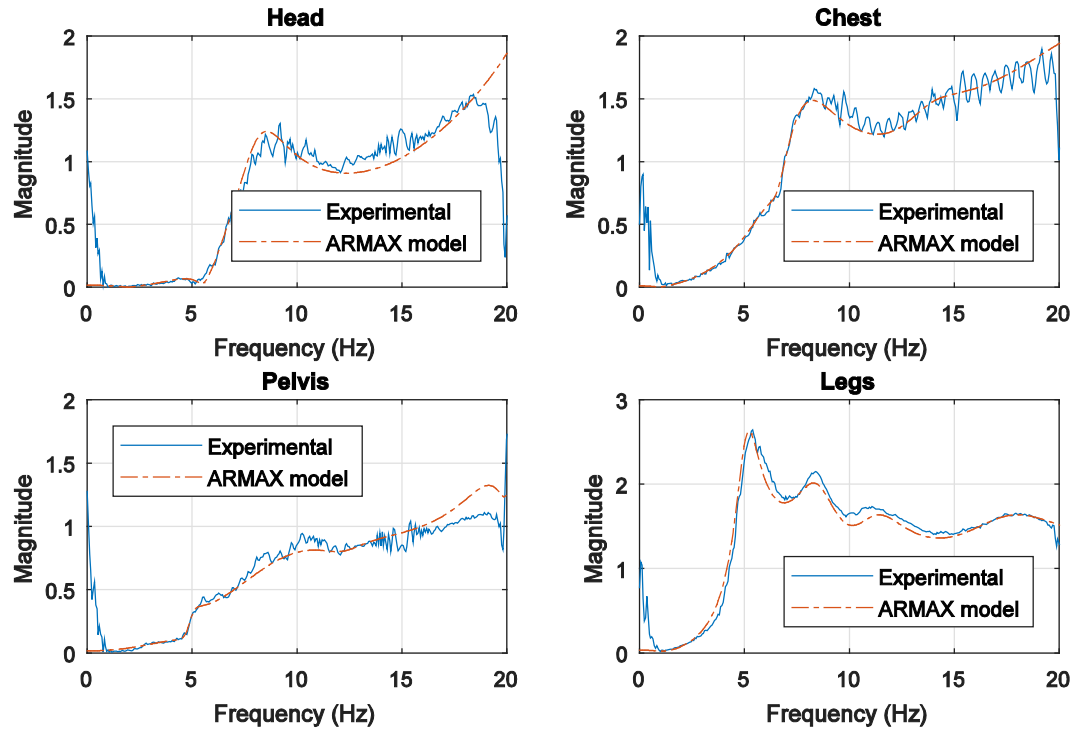 Head
Magnitude
2
1.5
1
0.5
0
Experimental
ARMAX model
0 5 10 15 20
Frequency (Hz)
Chest
Magnitude
2
1.5
1
0.5
0
Experimental
ARMAX model
0 5 10 15 20
Frequency (Hz)
Pelvis
Magnitude
2
1.5
1
0.5
0
Experimental
ARMAX model
0 5 10 15 20
Frequency (Hz)
Legs
Magnitude
3
2
1
0
Experimental
ARMAX model
0 5 10 15 20
Frequency (Hz)